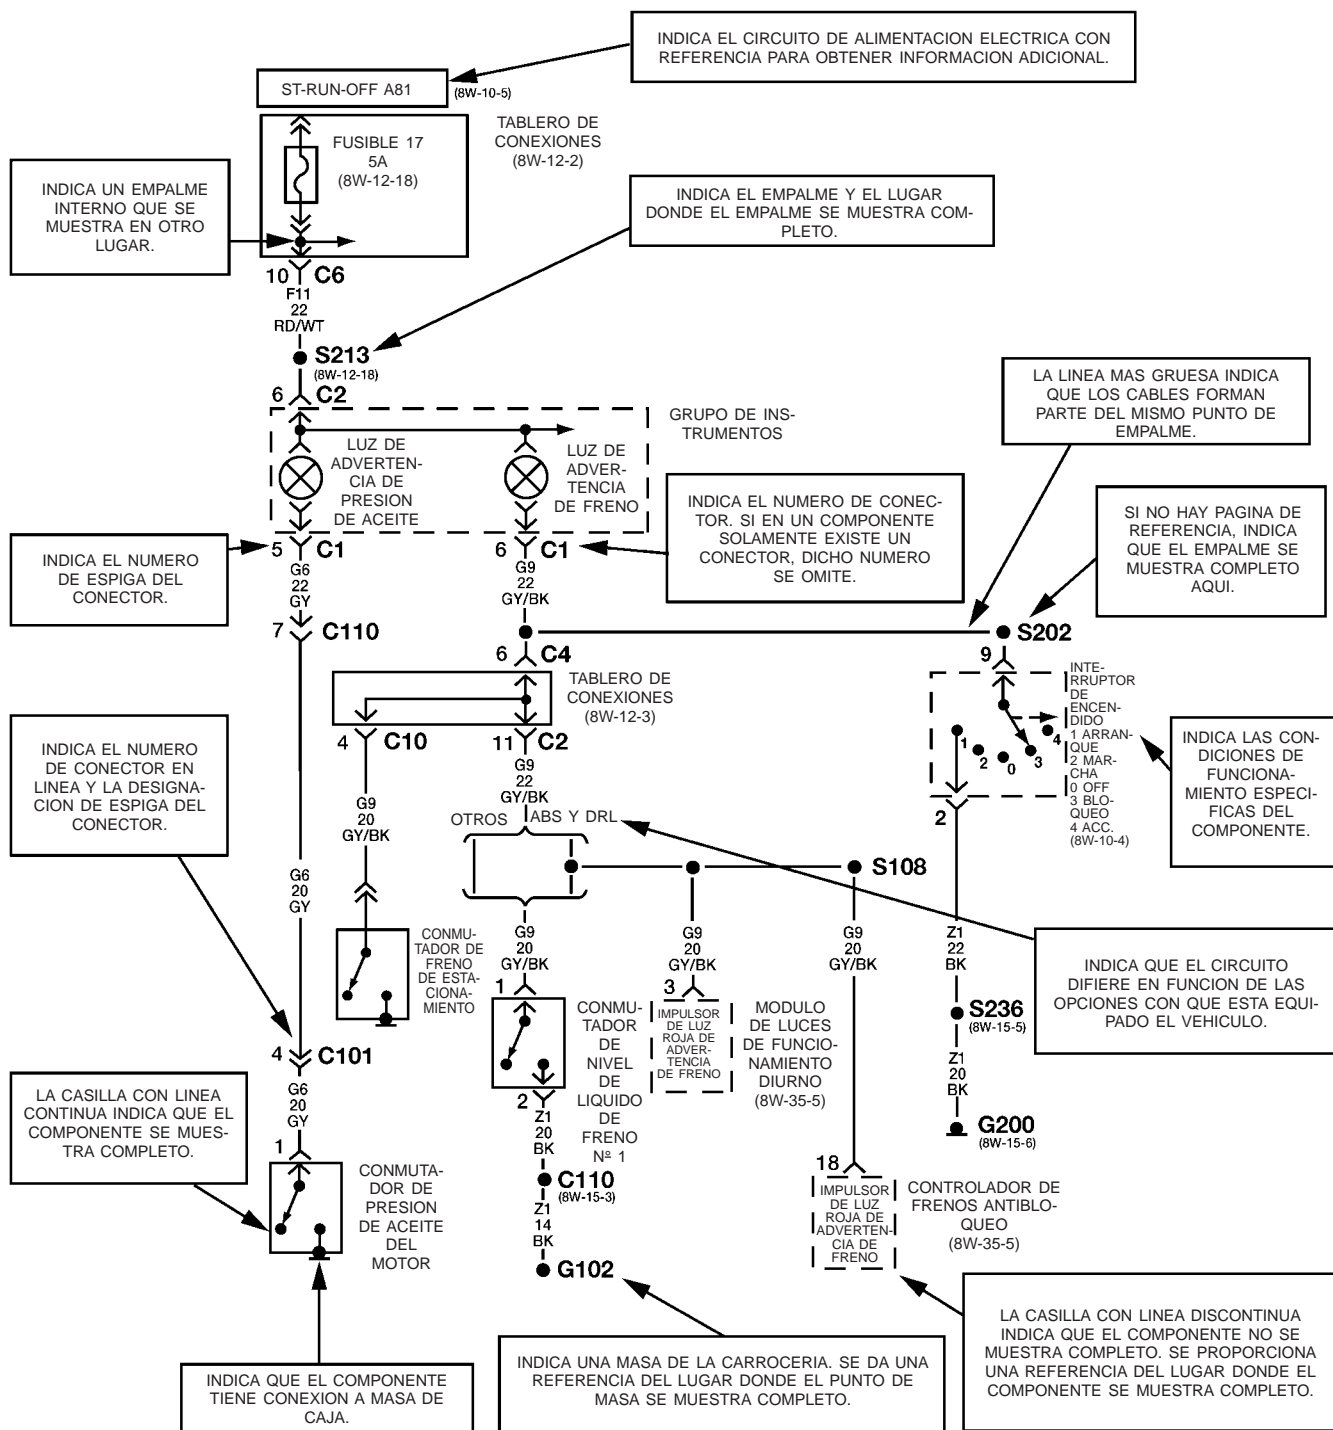 INDICA EL CIRCUITO DE ALIMENTACION ELECTRICA CON
REFERENCIA PARA OBTENER INFORMACION ADICIONAL.
ST-RUN-OFF A81
(8W-10-5)
FUSIBLE 17
5A
(8W-12-18)
TABLERO DE
CONEXIONES
(8W-12-2)
INDICA UN EMPALME
INTERNO QUE SE
MUESTRA EN OTRO
LUGAR.
INDICA EL EMPALME Y EL LUGAR
DONDE EL EMPALME SE MUESTRA COM-
PLETO.
10 C6
F11
22
RD/WT
S213
(8W-12-18)
6 C2
LA LINEA MAS GRUESA INDICA
QUE LOS CABLES FORMAN
PARTE DEL MISMO PUNTO DE
EMPALME.
GRUPO DE INS-
TRUMENTOS
LUZ DE
ADVERTEN-
CIA DE
PRESION
DE ACEITE
LUZ DE
ADVER-
TENCIA
DE FRENO
INDICA EL NUMERO DE CONEC-
TOR. SI EN UN COMPONENTE
SOLAMENTE EXISTE UN
CONECTOR, DICHO NUMERO
SE OMITE.
SI NO HAY PAGINA DE
REFERENCIA, INDICA
QUE EL EMPALME SE
MUESTRA COMPLETO
AQUI.
INDICA EL NUMERO
DE ESPIGA DEL
CONECTOR.
5 C1
G6
22
GY
7 C110
6 C1
G9
22
GY/BK
S202
6 C4
9
TABLERO DE
CONEXIONES
(8W-12-3)
4 C10
11 C2
INTE-
RRUPTOR
DE
ENCEN-
DIDO
1 ARRAN-
QUE
2 MAR-
CHA
0 OFF
3 BLO-
QUEO
4 ACC.
(8W-10-4)
1
2
0
3
4
2
INDICA LAS CON-
DICIONES DE
FUNCIONA-
MIENTO ESPECI-
FICAS DEL
COMPONENTE.
INDICA EL NUMERO
DE CONECTOR EN
LINEA Y LA DESIGNA-
CION DE ESPIGA DEL
CONECTOR.
G9
20
GY/BK
G9
22
GY/BK
OTROS
ABS Y DRL
S108
G6
20
GY
CONMU-
TADOR DE
FRENO
DE ESTA-
CIONA-
MIENTO
G9
20
GY/BK
G9
20
GY/BK
G9
20
GY/BK
Z1
22
BK
INDICA QUE EL CIRCUITO
DIFIERE EN FUNCION DE LAS
OPCIONES CON QUE ESTA EQUI-
PADO EL VEHICULO.
1
CONMU-
TADOR
DE
NIVEL
DE
LIQUIDO
DE
FRENO
Nº 1
3
IMPULSOR
DE LUZ
ROJA DE
ADVER-
TENCIA
DE FRENO
MODULO
DE LUCES
DE FUNCIO-
NAMIENTO
DIURNO
(8W-35-5)
S236
(8W-15-5)
Z1
20
BK
G200
(8W-15-6)
4 C101
G6
20
GY
1
LA CASILLA CON LINEA
CONTINUA INDICA QUE EL
COMPONENTE SE MUES-
TRA COMPLETO.
CONMUTA-
DOR DE
PRESION
DE ACEITE
DEL
MOTOR
2
Z1
20
BK
C110
(8W-15-3)
Z1
14
BK
G102
18
IMPULSOR
DE LUZ
ROJA DE
ADVERTEN-
CIA DE
FRENO
CONTROLADOR DE
FRENOS ANTIBLO-
QUEO
(8W-35-5)
INDICA QUE EL COMPONENTE
TIENE CONEXION A MASA DE
CAJA.
INDICA UNA MASA DE LA CARROCERIA. SE DA UNA
REFERENCIA DEL LUGAR DONDE EL PUNTO DE
MASA SE MUESTRA COMPLETO.
LA CASILLA CON LINEA DISCONTINUA
INDICA QUE EL COMPONENTE NO SE
MUESTRA COMPLETO. SE PROPORCIONA
UNA REFERENCIA DEL LUGAR DONDE EL
COMPONENTE SE MUESTRA COMPLETO.